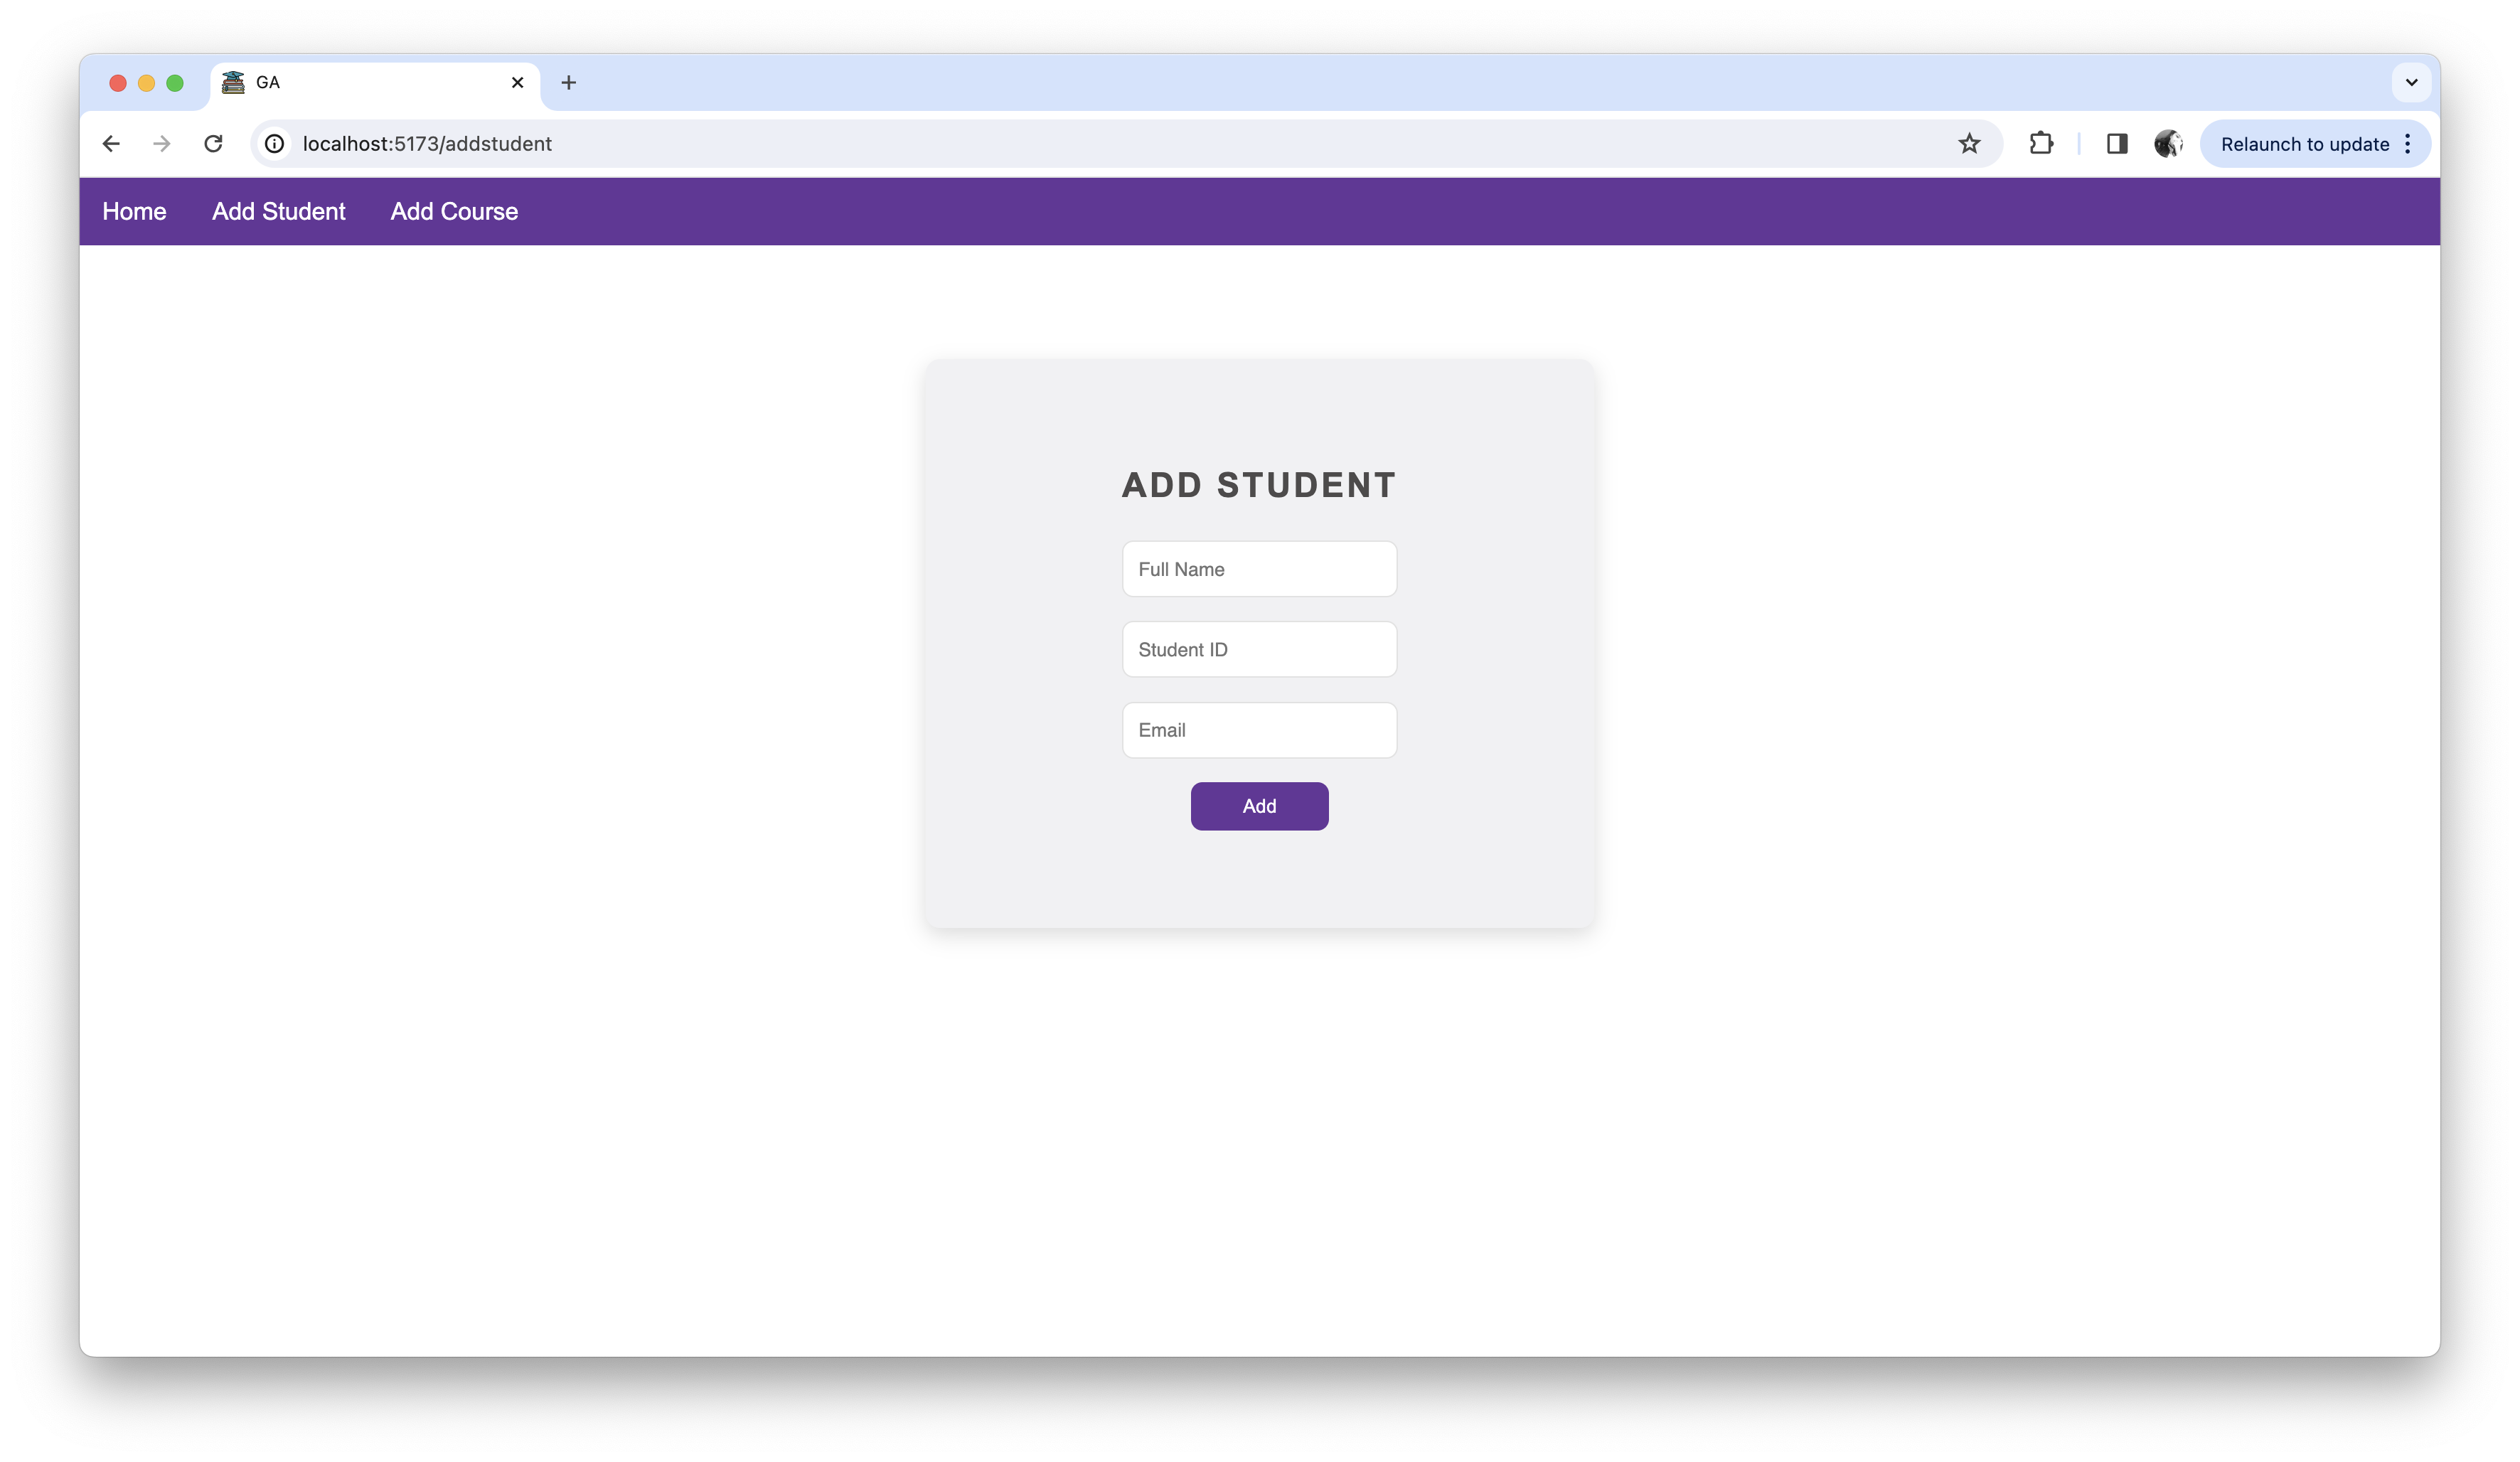 GA
localhost:5173/addstudent
Relaunch to update
Home Add Student Add Course
ADD STUDENT
Full Name
Student ID
Email
Add